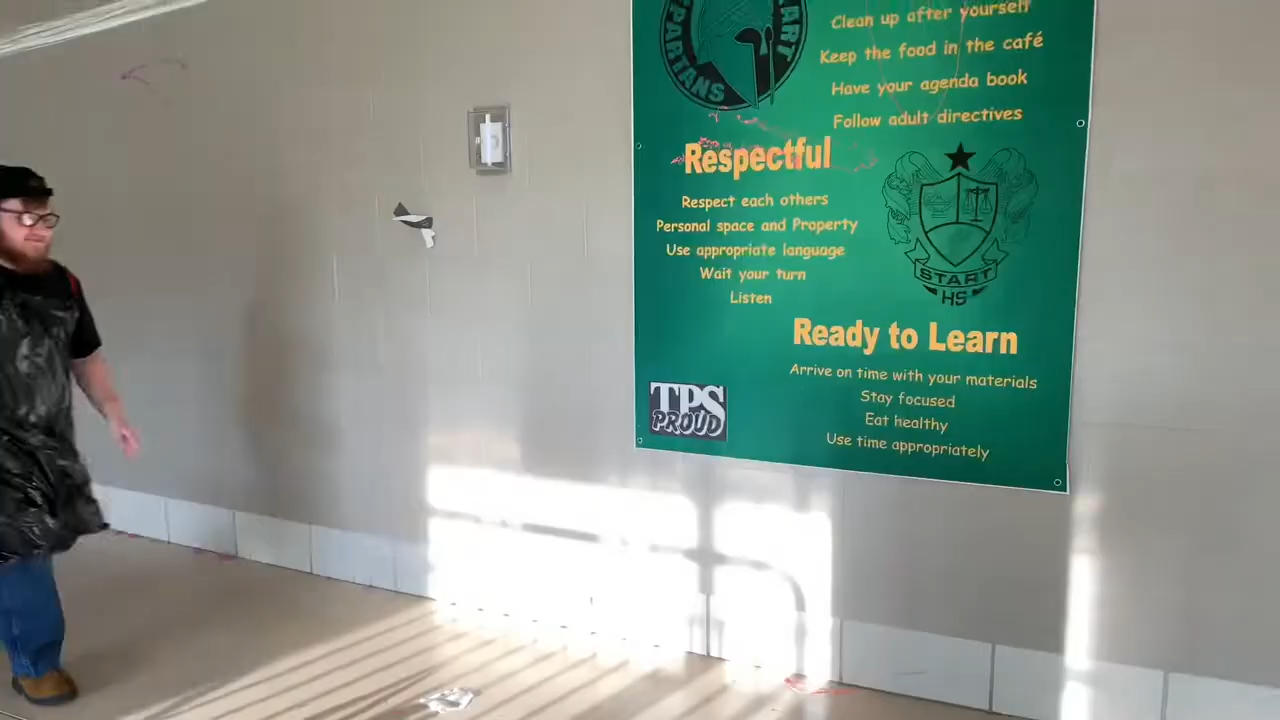 SPARTANS
ART
Clean up after yourself
Keep the food in the café
Have your agenda book
Follow adult directives
Respectful
Respect each others
Personal space and Property
Use appropriate language
Wait your turn
Listen
START
HS
Ready to Learn
Arrive on time with your materials
Stay focused
Eat healthy
Use time appropriately
TPS
PROUD